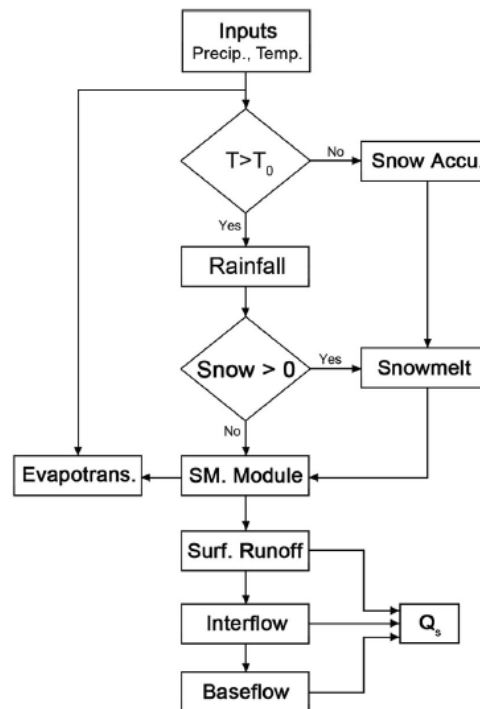 Inputs
Precip., Temp.
T>T₀
No
Snow Accu.
Yes
Rainfall
Snow > 0
Yes
Snowmelt
No
Evapotrans.
SM. Module
Surf. Runoff
Interflow
Qₛ
Baseflow